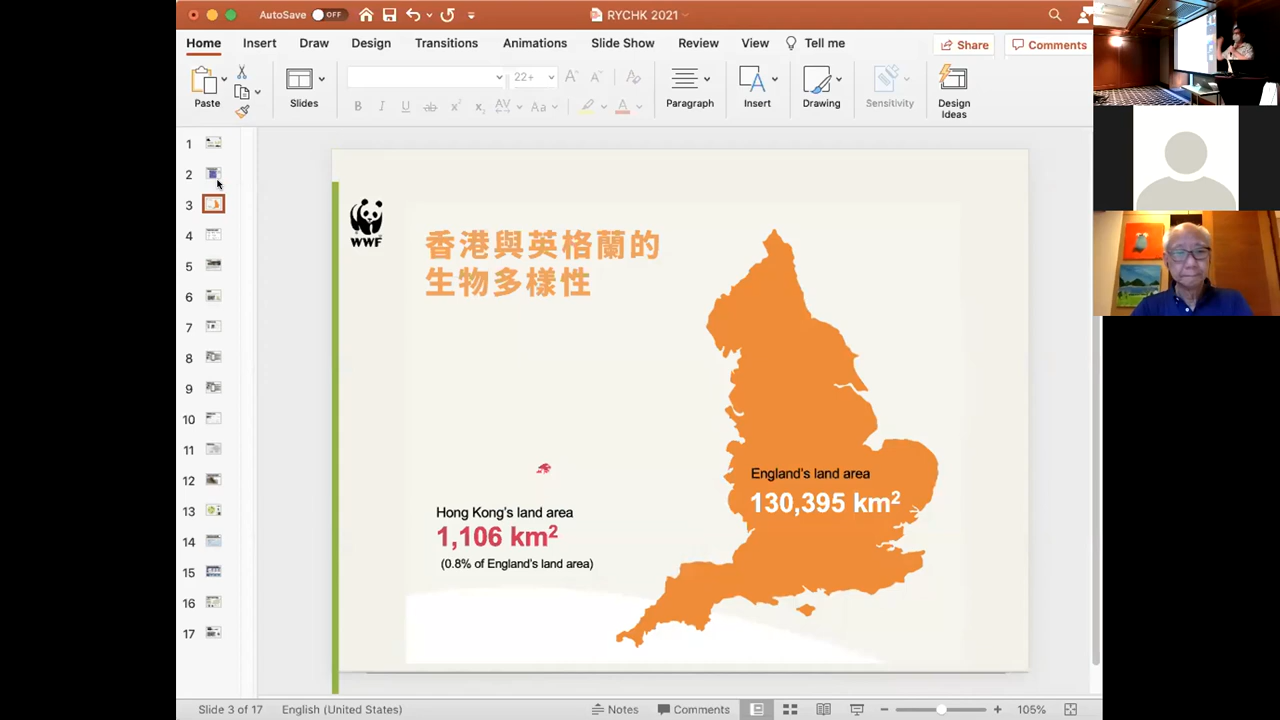 AutoSave OFF
RYCHK 2021
Home Insert Draw Design Transitions Animations Slide Show Review View Tell me
Share Comments
22+
Paste Slides Paragraph Insert Drawing Sensitivity Design Ideas
1
2
3
4
5
6
7
8
9
10
11
12
13
14
15
16
17
WWF
香港與英格蘭的
生物多樣性
England's land area
130,395 km²
Hong Kong's land area
1,106 km²
(0.8% of England's land area)
Slide 3 of 17 English (United States) Notes Comments 105%